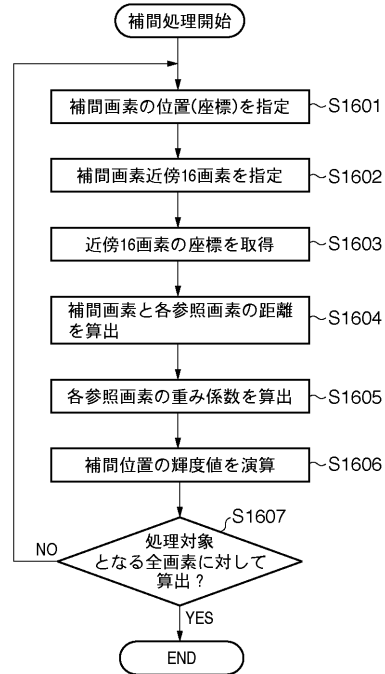 補間処理開始
補間画素の位置(座標)を指定
~S1601
補間画素近傍16画素を指定
~S1602
近傍16画素の座標を取得
~S1603
補間画素と各参照画素の距離
を算出
~S1604
各参照画素の重み係数を算出
~S1605
補間位置の輝度値を演算
~S1606
S1607
処理対象
となる全画素に対して
算出?
NO
YES
END